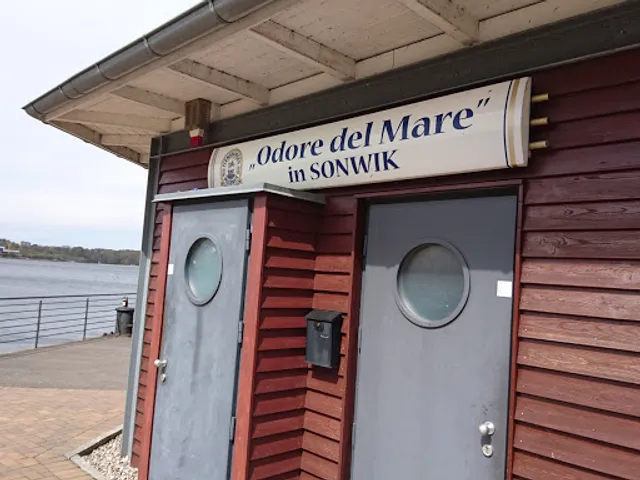 „Odore del Mare”
in SONWIK